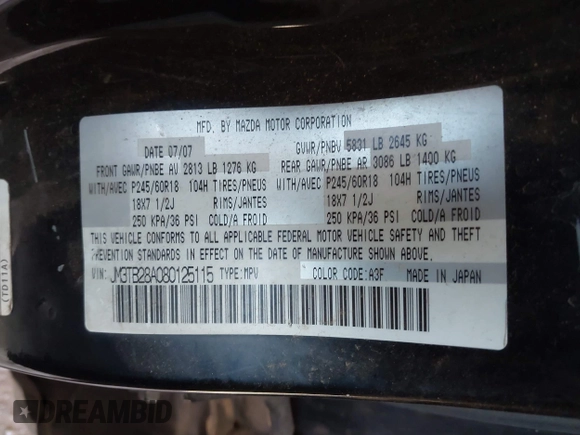 MFD. BY MAZDA MOTOR CORPORATION
DATE 07/07 GVWR/PNBV 5831 LB 2645 KG
FRONT GAWR/PNBE AV 2813 LB 1276 KG REAR GAWR/PNBE AR 3086 LB 1400 KG
WITH/AVEC P245/60R18 104H TIRES/PNEUS WITH/AVEC P245/60R18 104H TIRES/PNEUS
18X7 1/2J RIMS/JANTES 18X7 1/2J RIMS/JANTES
250 KPA/36 PSI COLD/A FROID 250 KPA/36 PSI COLD/A FROID
THIS VEHICLE CONFORMS TO ALL APPLICABLE FEDERAL MOTOR VEHICLE SAFETY AND THEFT
PREVENTION STANDARDS IN EFFECT ON THE DATE OF MANUFACTURE SHOWN ABOVE.
VIN: JM3TB28A080125115 TYPE: MPV COLOR CODE: A3F MADE IN JAPAN
(TD11A)
DREAMBID